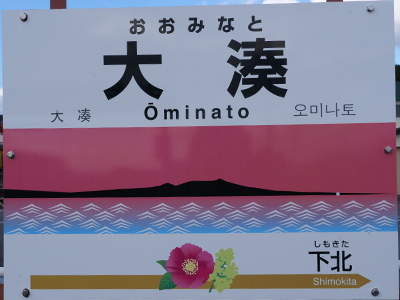 おおみなと
大湊
大凑 Ōminato 오미나토
しもきた
下北
Shimokita